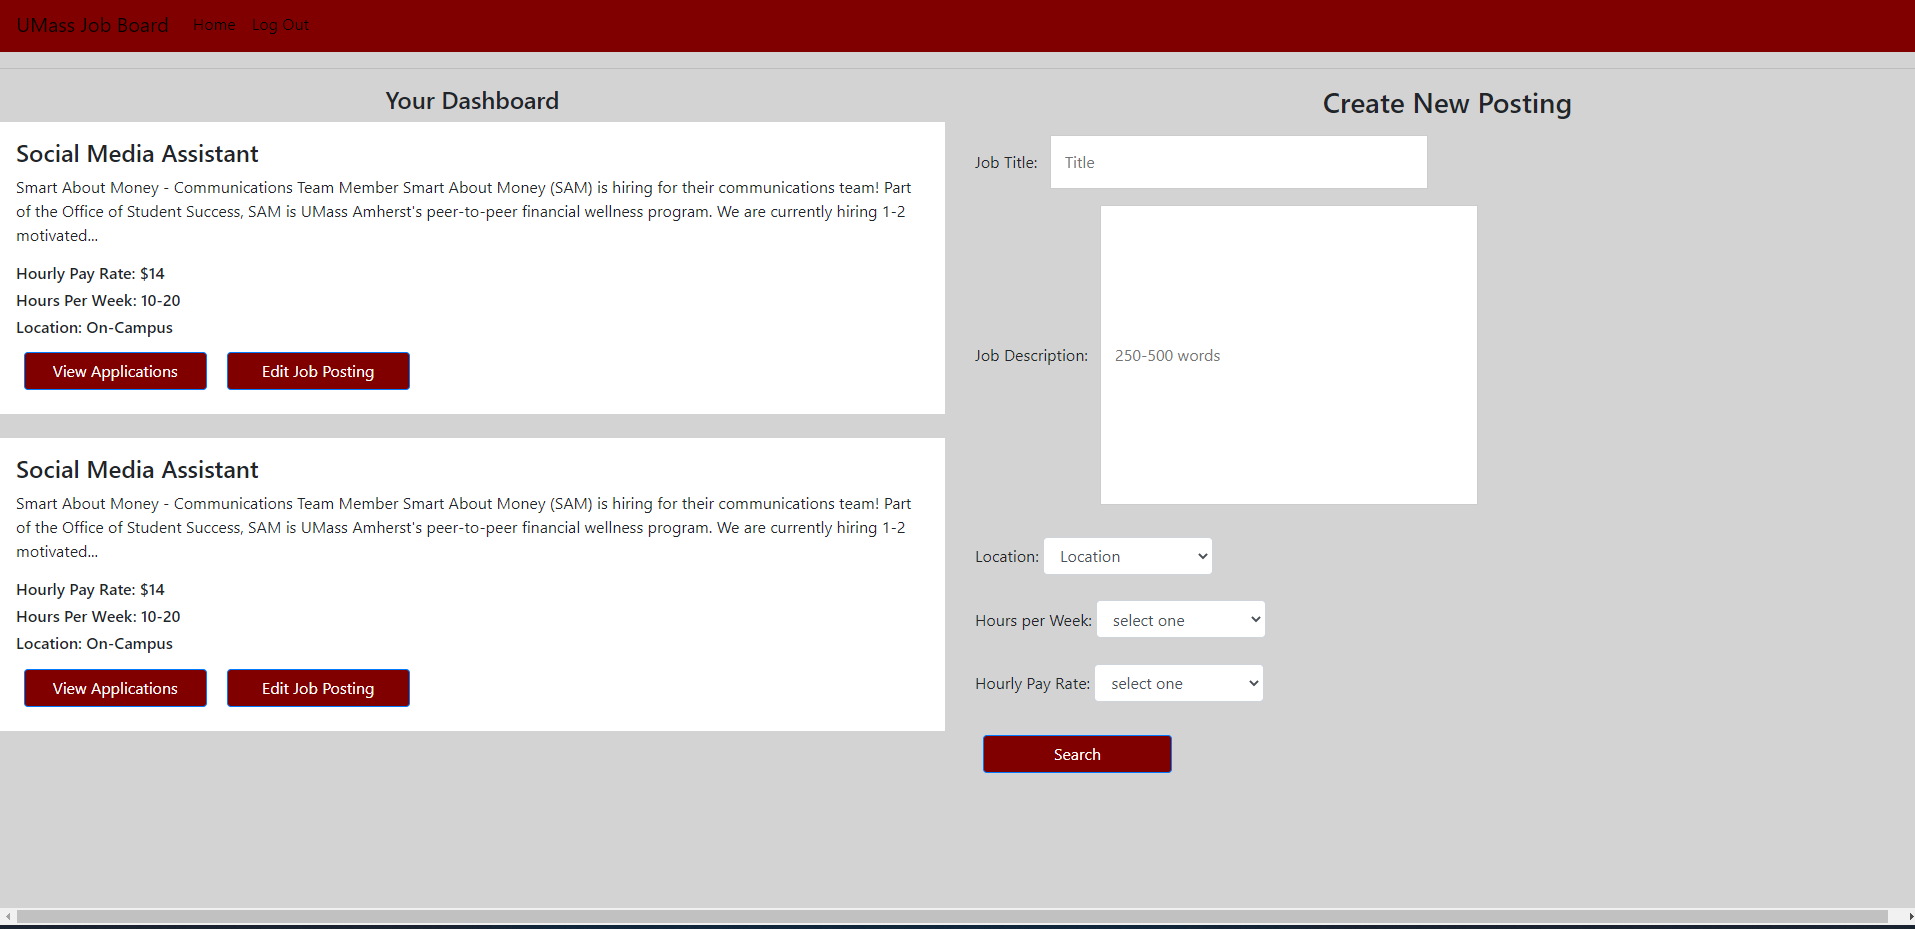 UMass Job Board Home Log Out
Your Dashboard
Social Media Assistant
Smart About Money - Communications Team Member Smart About Money (SAM) is hiring for their communications team! Part
of the Office of Student Success, SAM is UMass Amherst's peer-to-peer financial wellness program. We are currently hiring 1-2
motivated...
Hourly Pay Rate: $14
Hours Per Week: 10-20
Location: On-Campus
View Applications Edit Job Posting
Social Media Assistant
Smart About Money - Communications Team Member Smart About Money (SAM) is hiring for their communications team! Part
of the Office of Student Success, SAM is UMass Amherst's peer-to-peer financial wellness program. We are currently hiring 1-2
motivated...
Hourly Pay Rate: $14
Hours Per Week: 10-20
Location: On-Campus
View Applications Edit Job Posting
Create New Posting
Job Title: Title
Job Description: 250-500 words
Location: Location
Hours per Week: select one
Hourly Pay Rate: select one
Search